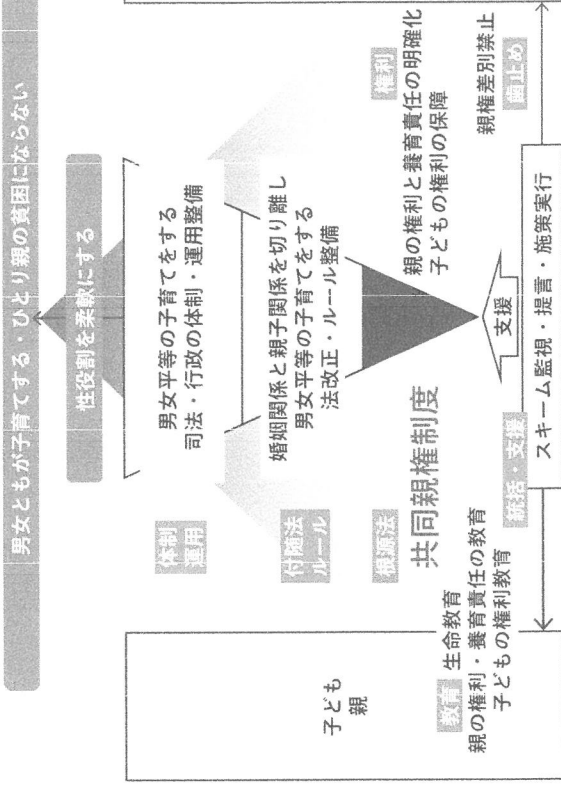 男女ともが子育てする・ひとり親の貧困にならない
性役割を柔軟にする
体制
運用
男女平等の子育てをする
司法・行政の体制・運用整備
付随法
ルール
婚姻関係と親子関係を切り離し
男女平等の子育てをする
法改正・ルール整備
根源法
共同親権制度
権利
親の権利と養育責任の明確化
子どもの権利の保障
子ども
親
教育
生命教育
親の権利・養育責任の教育
子どもの権利教育
統括・支援
支援
スキーム監視・提言・施策実行
親権差別禁止
歯止め